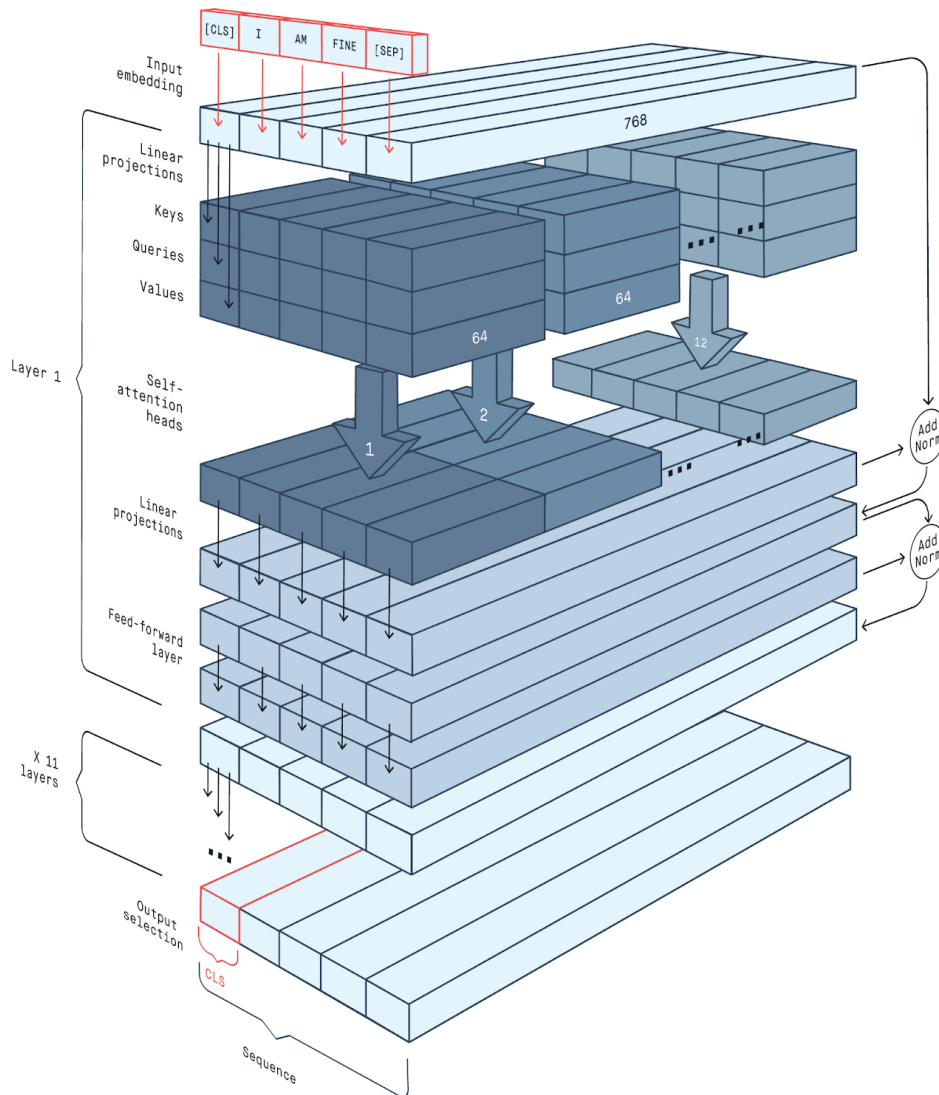 [CLS] I AM FINE [SEP]
Input
embedding
768
Linear
projections
Keys
Queries
Values
64
64
12
Layer 1
Self-
attention
heads
1
2
Add
Norm
Linear
projections
Add
Norm
Feed-forward
layer
X 11
layers
Output
selection
CLS
Sequence